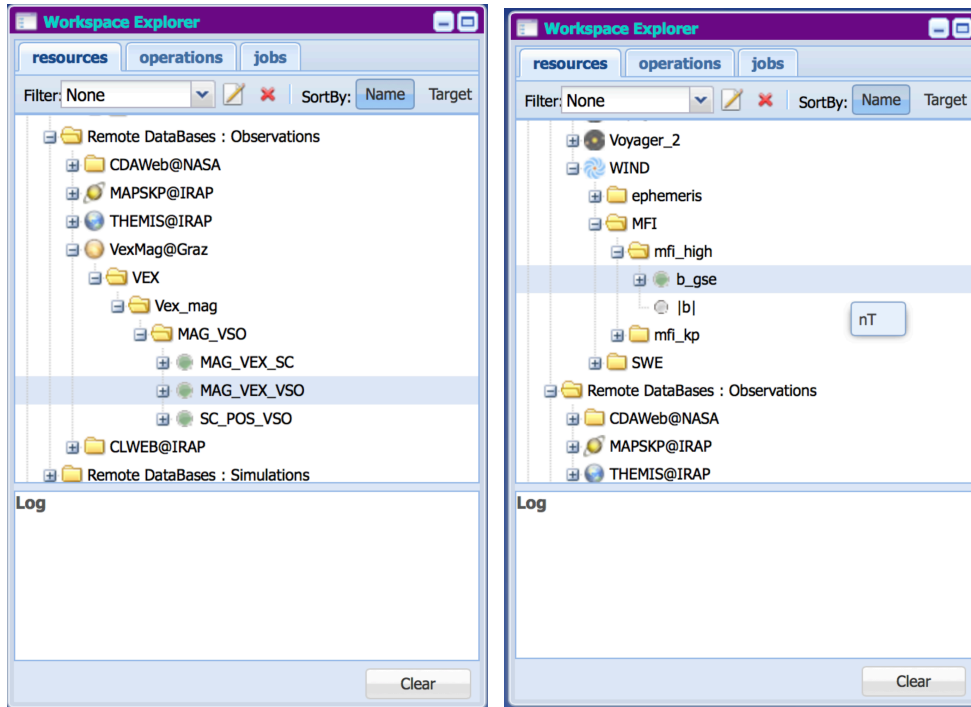 Workspace Explorer
resources operations jobs
Filter: None SortBy: Name Target
Remote DataBases : Observations
CDAWeb@NASA
MAPSKP@IRAP
THEMIS@IRAP
VexMag@Graz
VEX
Vex_mag
MAG_VSO
MAG_VEX_SC
MAG_VEX_VSO
SC_POS_VSO
CLWEB@IRAP
Remote DataBases : Simulations
Log
Clear
Workspace Explorer
resources operations jobs
Filter: None SortBy: Name Target
Voyager_2
WIND
ephemeris
MFI
mfi_high
b_gse
|b|
nT
mfi_kp
SWE
Remote DataBases : Observations
CDAWeb@NASA
MAPSKP@IRAP
THEMIS@IRAP
Log
Clear